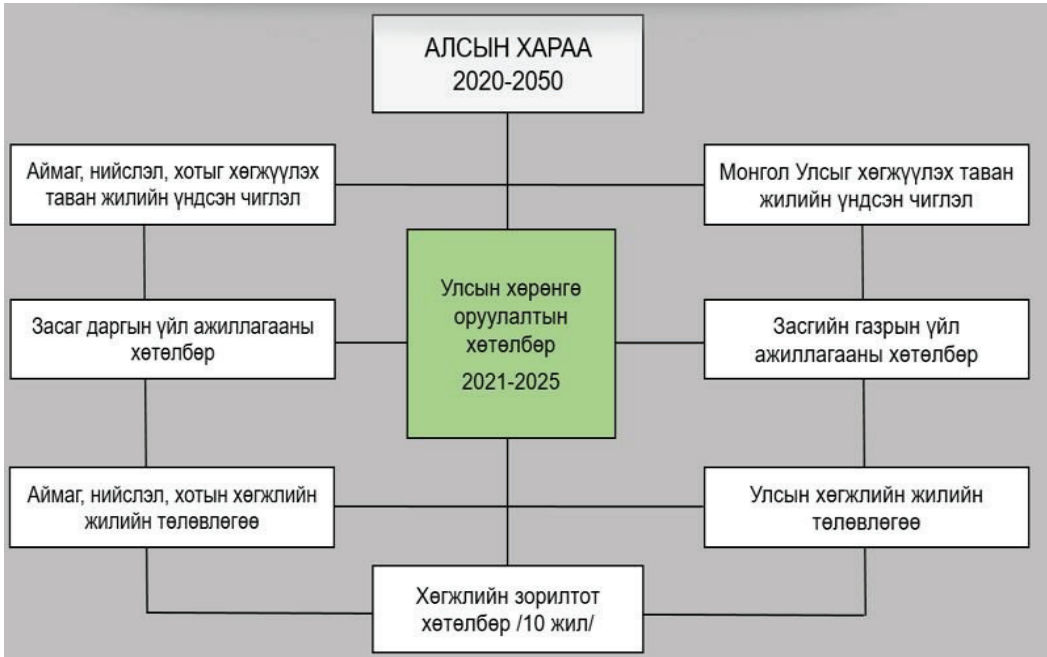 АЛСЫН ХАРАА
2020-2050
Аймаг, нийслэл, хотыг хөгжүүлэх
таван жилийн үндсэн чиглэл
Монгол Улсыг хөгжүүлэх таван
жилийн үндсэн чиглэл
Улсын хөрөнгө
оруулалтын
хөтөлбөр
2021-2025
Засаг даргын үйл ажиллагааны
хөтөлбөр
Засгийн газрын үйл
ажиллагааны хөтөлбөр
Аймаг, нийслэл, хотын хөгжлийн
жилийн төлөвлөгөө
Улсын хөгжлийн жилийн
төлөвлөгөө
Хөгжлийн зорилтот
хөтөлбөр /10 жил/